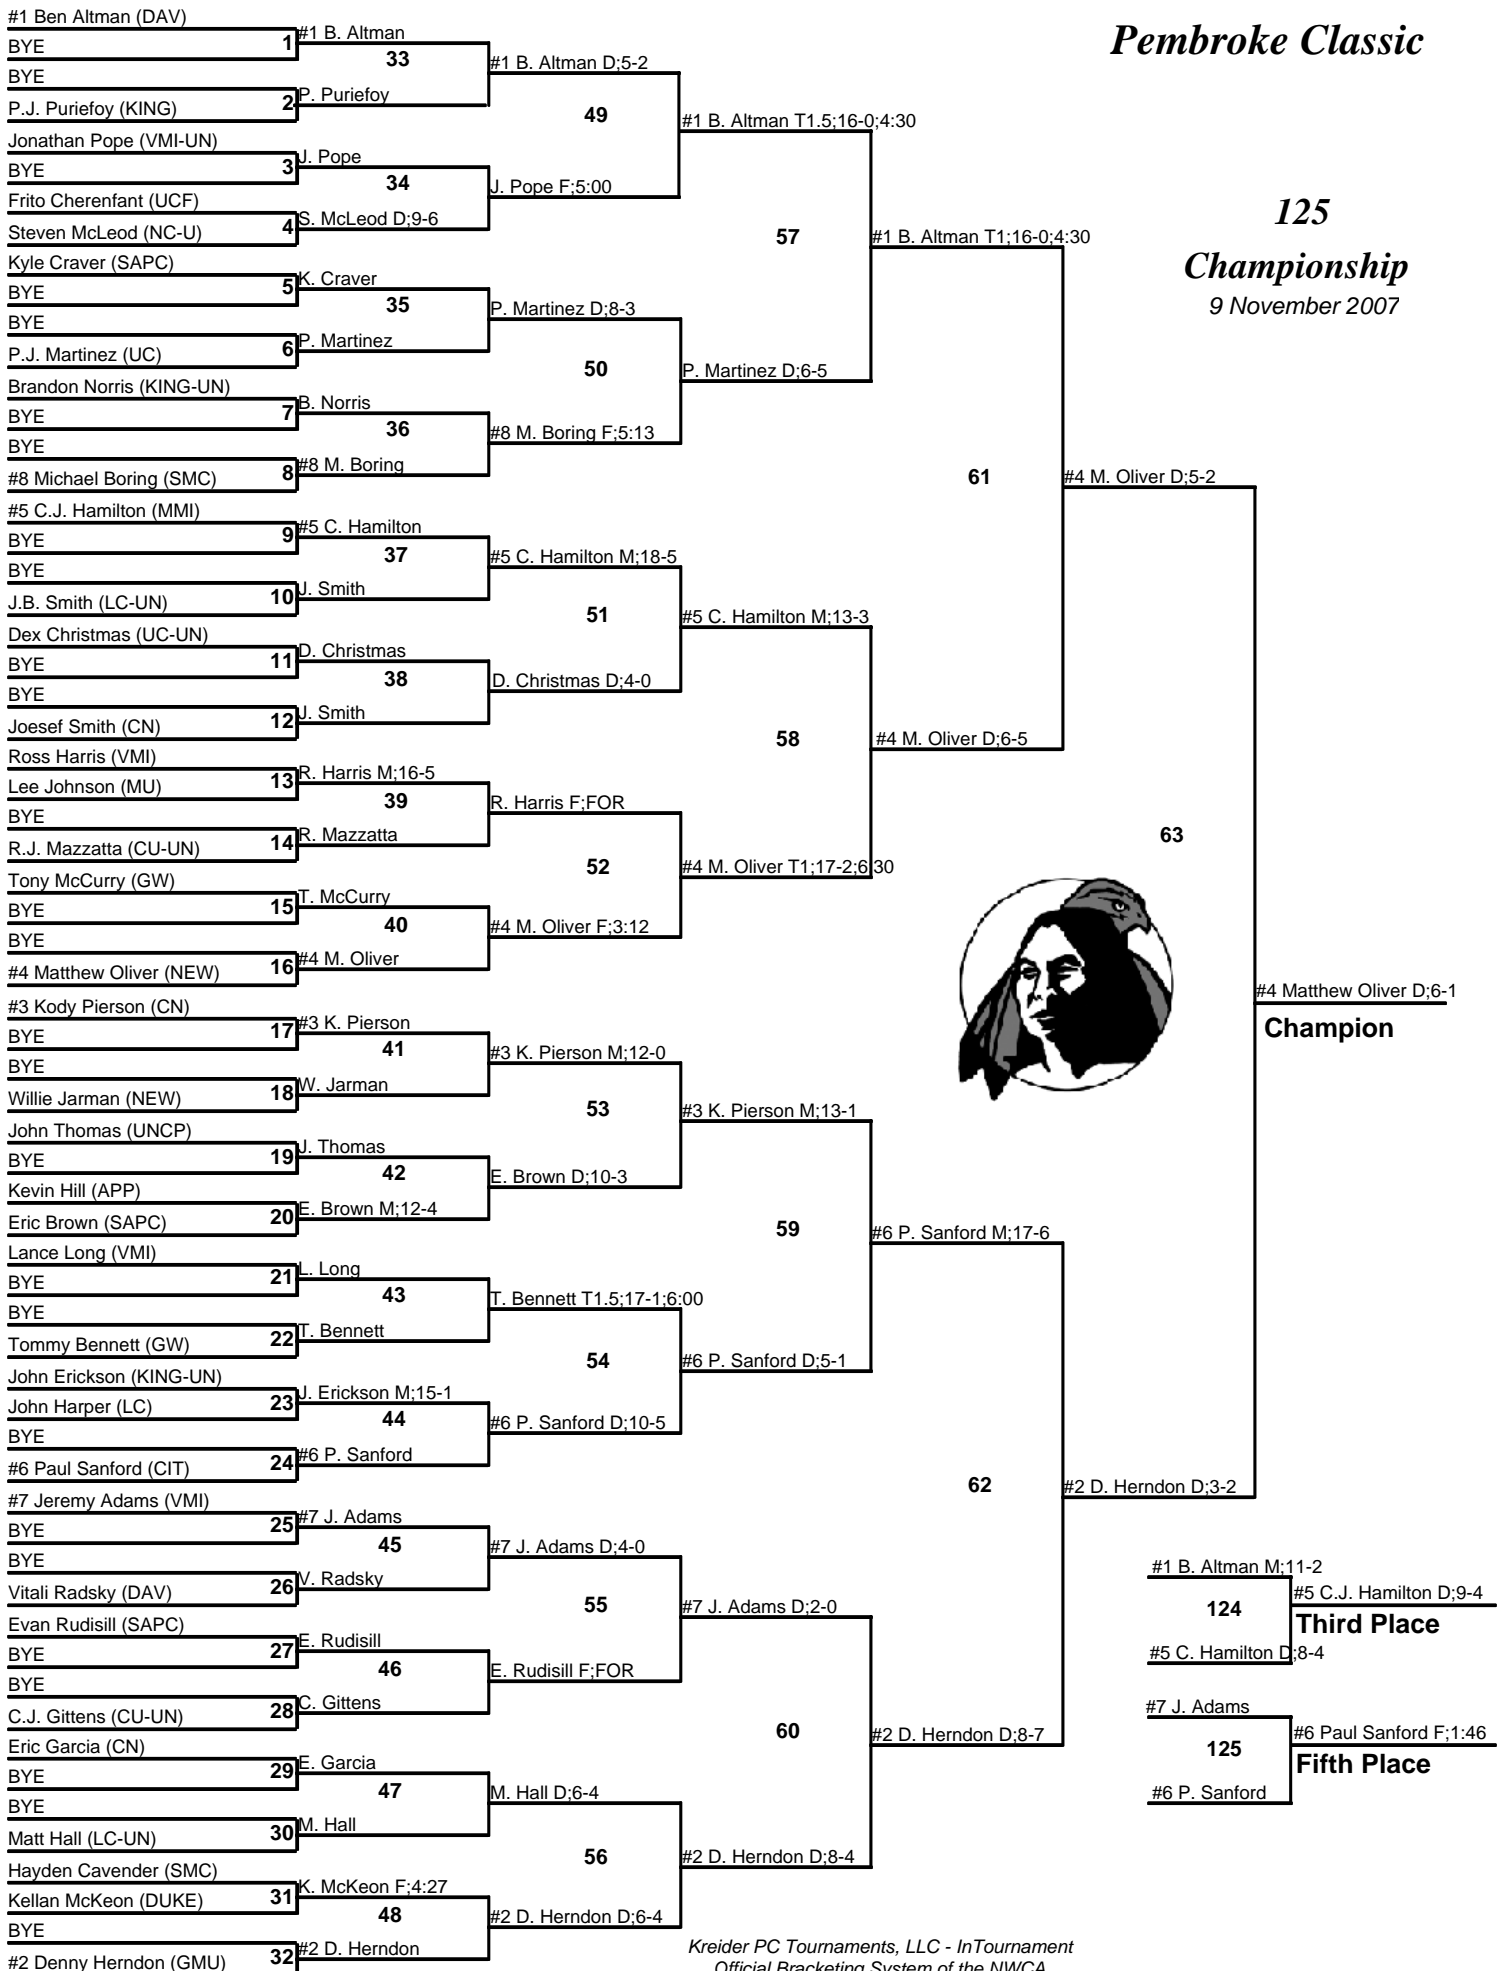 Pembroke Classic
125
Championship
9 November 2007
#1 Ben Altman (DAV)
BYE
1
BYE
P.J. Puriefoy (KING)
2
Jonathan Pope (VMI-UN)
BYE
3
Frito Cherenfant (UCF)
Steven McLeod (NC-U)
4
Kyle Craver (SAPC)
BYE
5
BYE
P.J. Martinez (UC)
6
Brandon Norris (KING-UN)
BYE
7
BYE
#8 Michael Boring (SMC)
8
#5 C.J. Hamilton (MMI)
BYE
9
BYE
J.B. Smith (LC-UN)
10
Dex Christmas (UC-UN)
BYE
11
BYE
Joesef Smith (CN)
12
Ross Harris (VMI)
Lee Johnson (MU)
13
BYE
R.J. Mazzatta (CU-UN)
14
Tony McCurry (GW)
BYE
15
BYE
#4 Matthew Oliver (NEW)
16
#3 Kody Pierson (CN)
BYE
17
BYE
Willie Jarman (NEW)
18
John Thomas (UNCP)
BYE
19
Kevin Hill (APP)
Eric Brown (SAPC)
20
Lance Long (VMI)
BYE
21
BYE
Tommy Bennett (GW)
22
John Erickson (KING-UN)
John Harper (LC)
23
BYE
#6 Paul Sanford (CIT)
24
#7 Jeremy Adams (VMI)
BYE
25
BYE
Vitali Radsky (DAV)
26
Evan Rudisill (SAPC)
BYE
27
BYE
C.J. Gittens (CU-UN)
28
Eric Garcia (CN)
BYE
29
BYE
Matt Hall (LC-UN)
30
Hayden Cavender (SMC)
Kellan McKeon (DUKE)
31
BYE
#2 Denny Herndon (GMU)
32
#1 B. Altman
33
P. Puriefoy
J. Pope
34
S. McLeod D;9-6
K. Craver
35
P. Martinez
B. Norris
36
#8 M. Boring
#5 C. Hamilton
37
J. Smith
D. Christmas
38
J. Smith
R. Harris M;16-5
39
R. Mazzatta
T. McCurry
40
#4 M. Oliver
#3 K. Pierson
41
W. Jarman
J. Thomas
42
E. Brown M;12-4
L. Long
43
T. Bennett
J. Erickson M;15-1
44
#6 P. Sanford
#7 J. Adams
45
V. Radsky
E. Rudisill
46
C. Gittens
E. Garcia
47
M. Hall
K. McKeon F;4:27
48
#2 D. Herndon
#1 B. Altman D;5-2
49
J. Pope F;5:00
P. Martinez D;8-3
50
#8 M. Boring F;5:13
#5 C. Hamilton M;18-5
51
D. Christmas D;4-0
R. Harris F;FOR
52
#4 M. Oliver F;3:12
#3 K. Pierson M;12-0
53
E. Brown D;10-3
T. Bennett T1.5;17-1;6:00
54
#6 P. Sanford D;10-5
#7 J. Adams D;4-0
55
E. Rudisill F;FOR
M. Hall D;6-4
56
#2 D. Herndon D;6-4
#1 B. Altman T1.5;16-0;4:30
57
P. Martinez D;6-5
#5 C. Hamilton M;13-3
58
#4 M. Oliver T1;17-2;6:30
#3 K. Pierson M;13-1
59
#6 P. Sanford D;5-1
#7 J. Adams D;2-0
60
#2 D. Herndon D;8-4
#1 B. Altman T1;16-0;4:30
61
#4 M. Oliver D;6-5
#6 P. Sanford M;17-6
62
#2 D. Herndon D;8-7
#4 M. Oliver D;5-2
63
#2 D. Herndon D;3-2
#4 Matthew Oliver D;6-1
Champion
#1 B. Altman M;11-2
124
#5 C. Hamilton D;8-4
#5 C.J. Hamilton D;9-4
Third Place
#7 J. Adams
125
#6 P. Sanford
#6 Paul Sanford F;1:46
Fifth Place
Kreider PC Tournaments, LLC - InTournament
Official Bracketing System of the NWCA